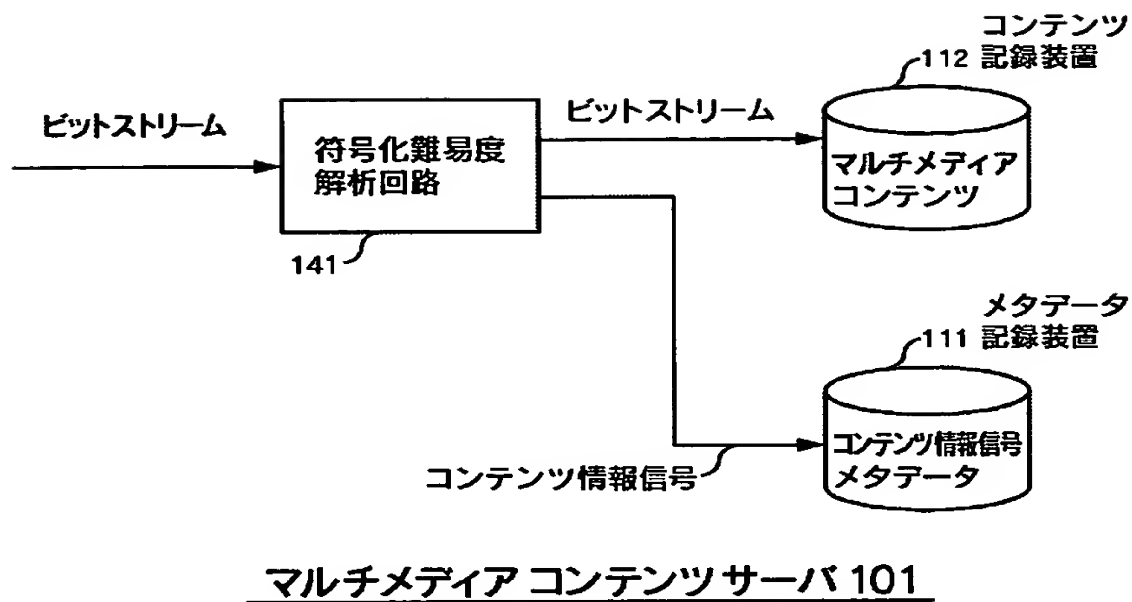 コンテンツ
112 記録装置
ビットストリーム
ビットストリーム
符号化難易度
解析回路
マルチメディア
コンテンツ
141
メタデータ
111 記録装置
コンテンツ情報信号
メタデータ
コンテンツ情報信号
マルチメディア コンテンツ サーバ 101